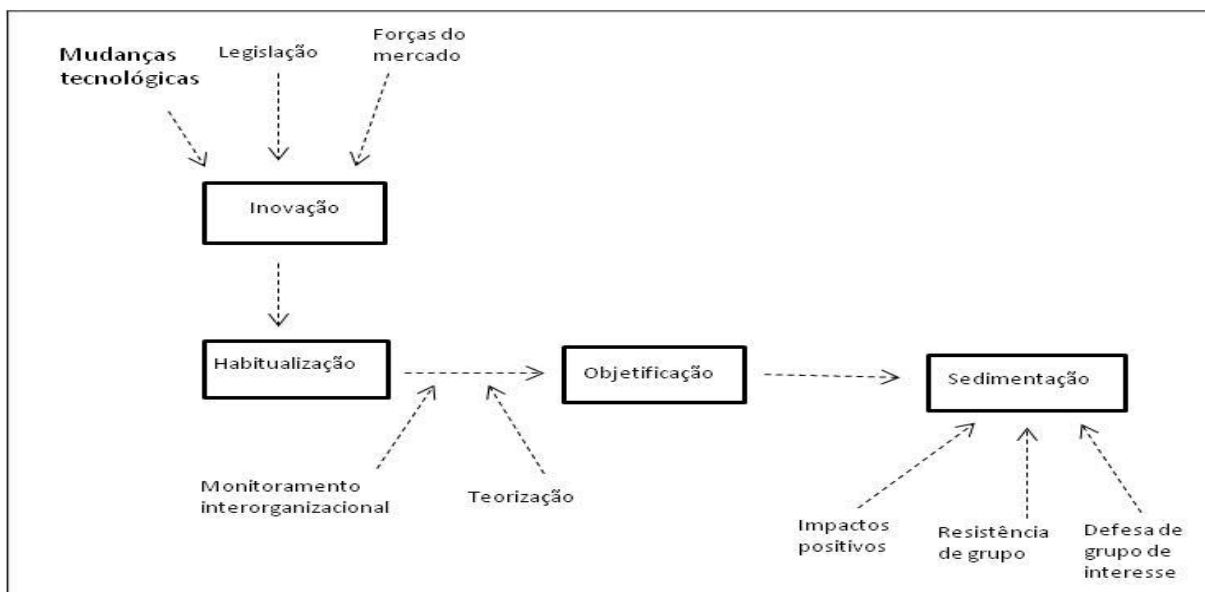 Mudanças
tecnológicas
Legislação
Forças do
mercado
Inovação
Habitualização
Objetificação
Sedimentação
Monitoramento
interorganizacional
Teorização
Impactos
positivos
Resistência
de grupo
Defesa de
grupo de
interesse